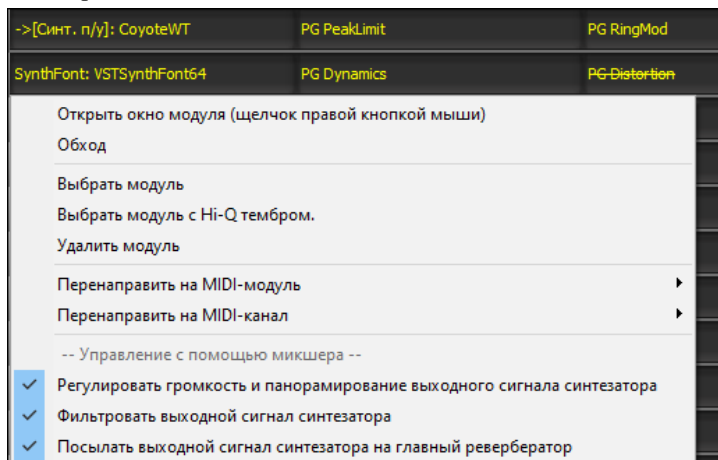 ->[Синт. п/у]: CoyoteWT PG PeakLimit PG RingMod
SynthFont: VSTSynthFont64 PG Dynamics PG Distortion
Открыть окно модуля (щелчок правой кнопкой мыши)
Обход
Выбрать модуль
Выбрать модуль с Hi-Q тембром.
Удалить модуль
Перенаправить на MIDI-модуль
Перенаправить на MIDI-канал
-- Управление с помощью микшера --
Регулировать громкость и панорамирование выходного сигнала синтезатора
Фильтровать выходной сигнал синтезатора
Посылать выходной сигнал синтезатора на главный ревербератор